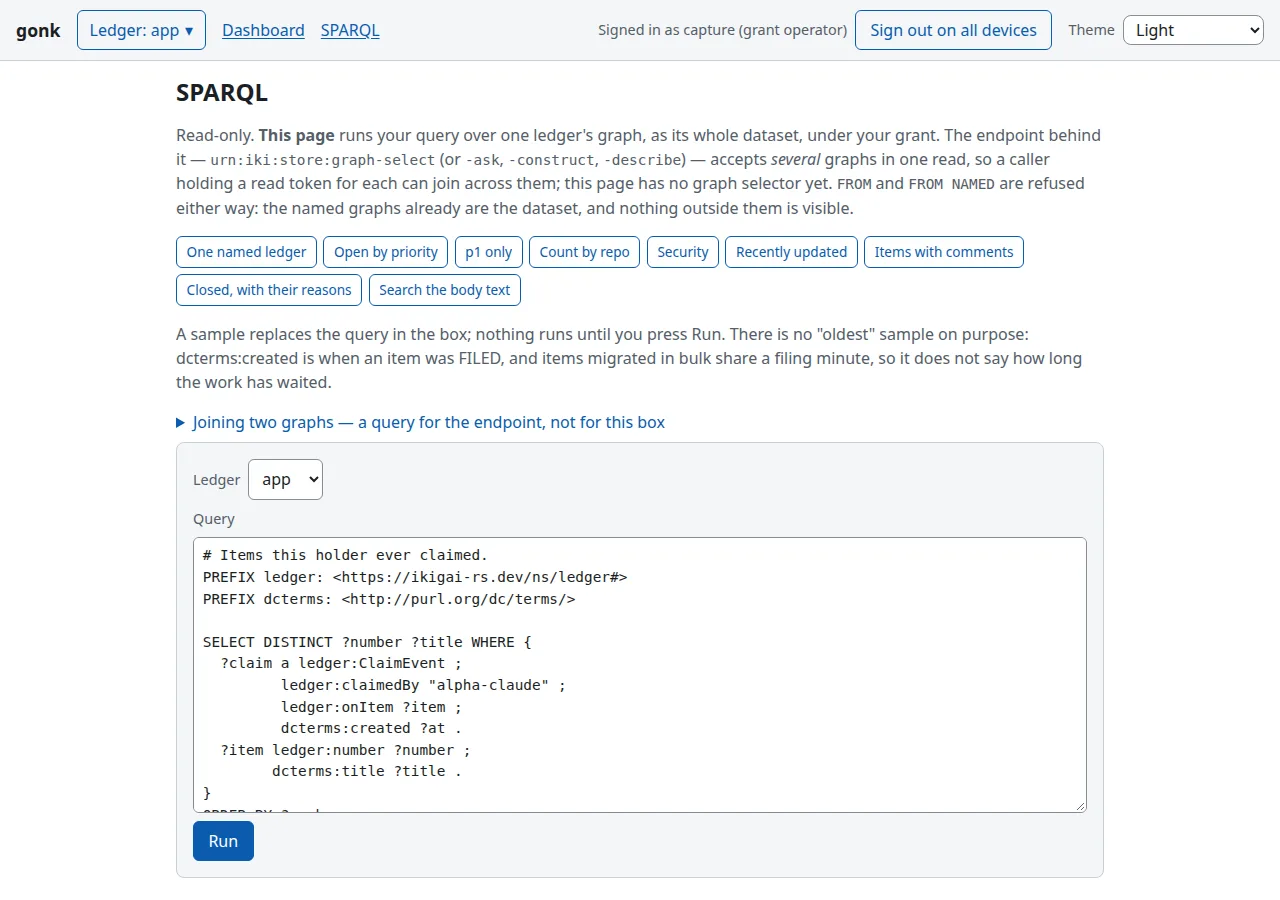 gonk
Ledger: app ▾
Dashboard
SPARQL
Signed in as capture (grant operator)
Sign out on all devices
Theme
Light
SPARQL
Read-only. This page runs your query over one ledger's graph, as its whole dataset, under your grant. The endpoint behind
it — urn:iki:store:graph-select (or -ask, -construct, -describe) — accepts several graphs in one read, so a caller
holding a read token for each can join across them; this page has no graph selector yet. FROM and FROM NAMED are refused
either way: the named graphs already are the dataset, and nothing outside them is visible.
One named ledger
Open by priority
p1 only
Count by repo
Security
Recently updated
Items with comments
Closed, with their reasons
Search the body text
A sample replaces the query in the box; nothing runs until you press Run. There is no "oldest" sample on purpose:
dcterms:created is when an item was FILED, and items migrated in bulk share a filing minute, so it does not say how long
the work has waited.
▶ Joining two graphs — a query for the endpoint, not for this box
Ledger
app
Query
# Items this holder ever claimed.
PREFIX ledger: <https://ikigai-rs.dev/ns/ledger#>
PREFIX dcterms: <http://purl.org/dc/terms/>
SELECT DISTINCT ?number ?title WHERE {
?claim a ledger:ClaimEvent ;
ledger:claimedBy "alpha-claude" ;
ledger:onItem ?item ;
dcterms:created ?at .
?item ledger:number ?number ;
dcterms:title ?title .
}
Run